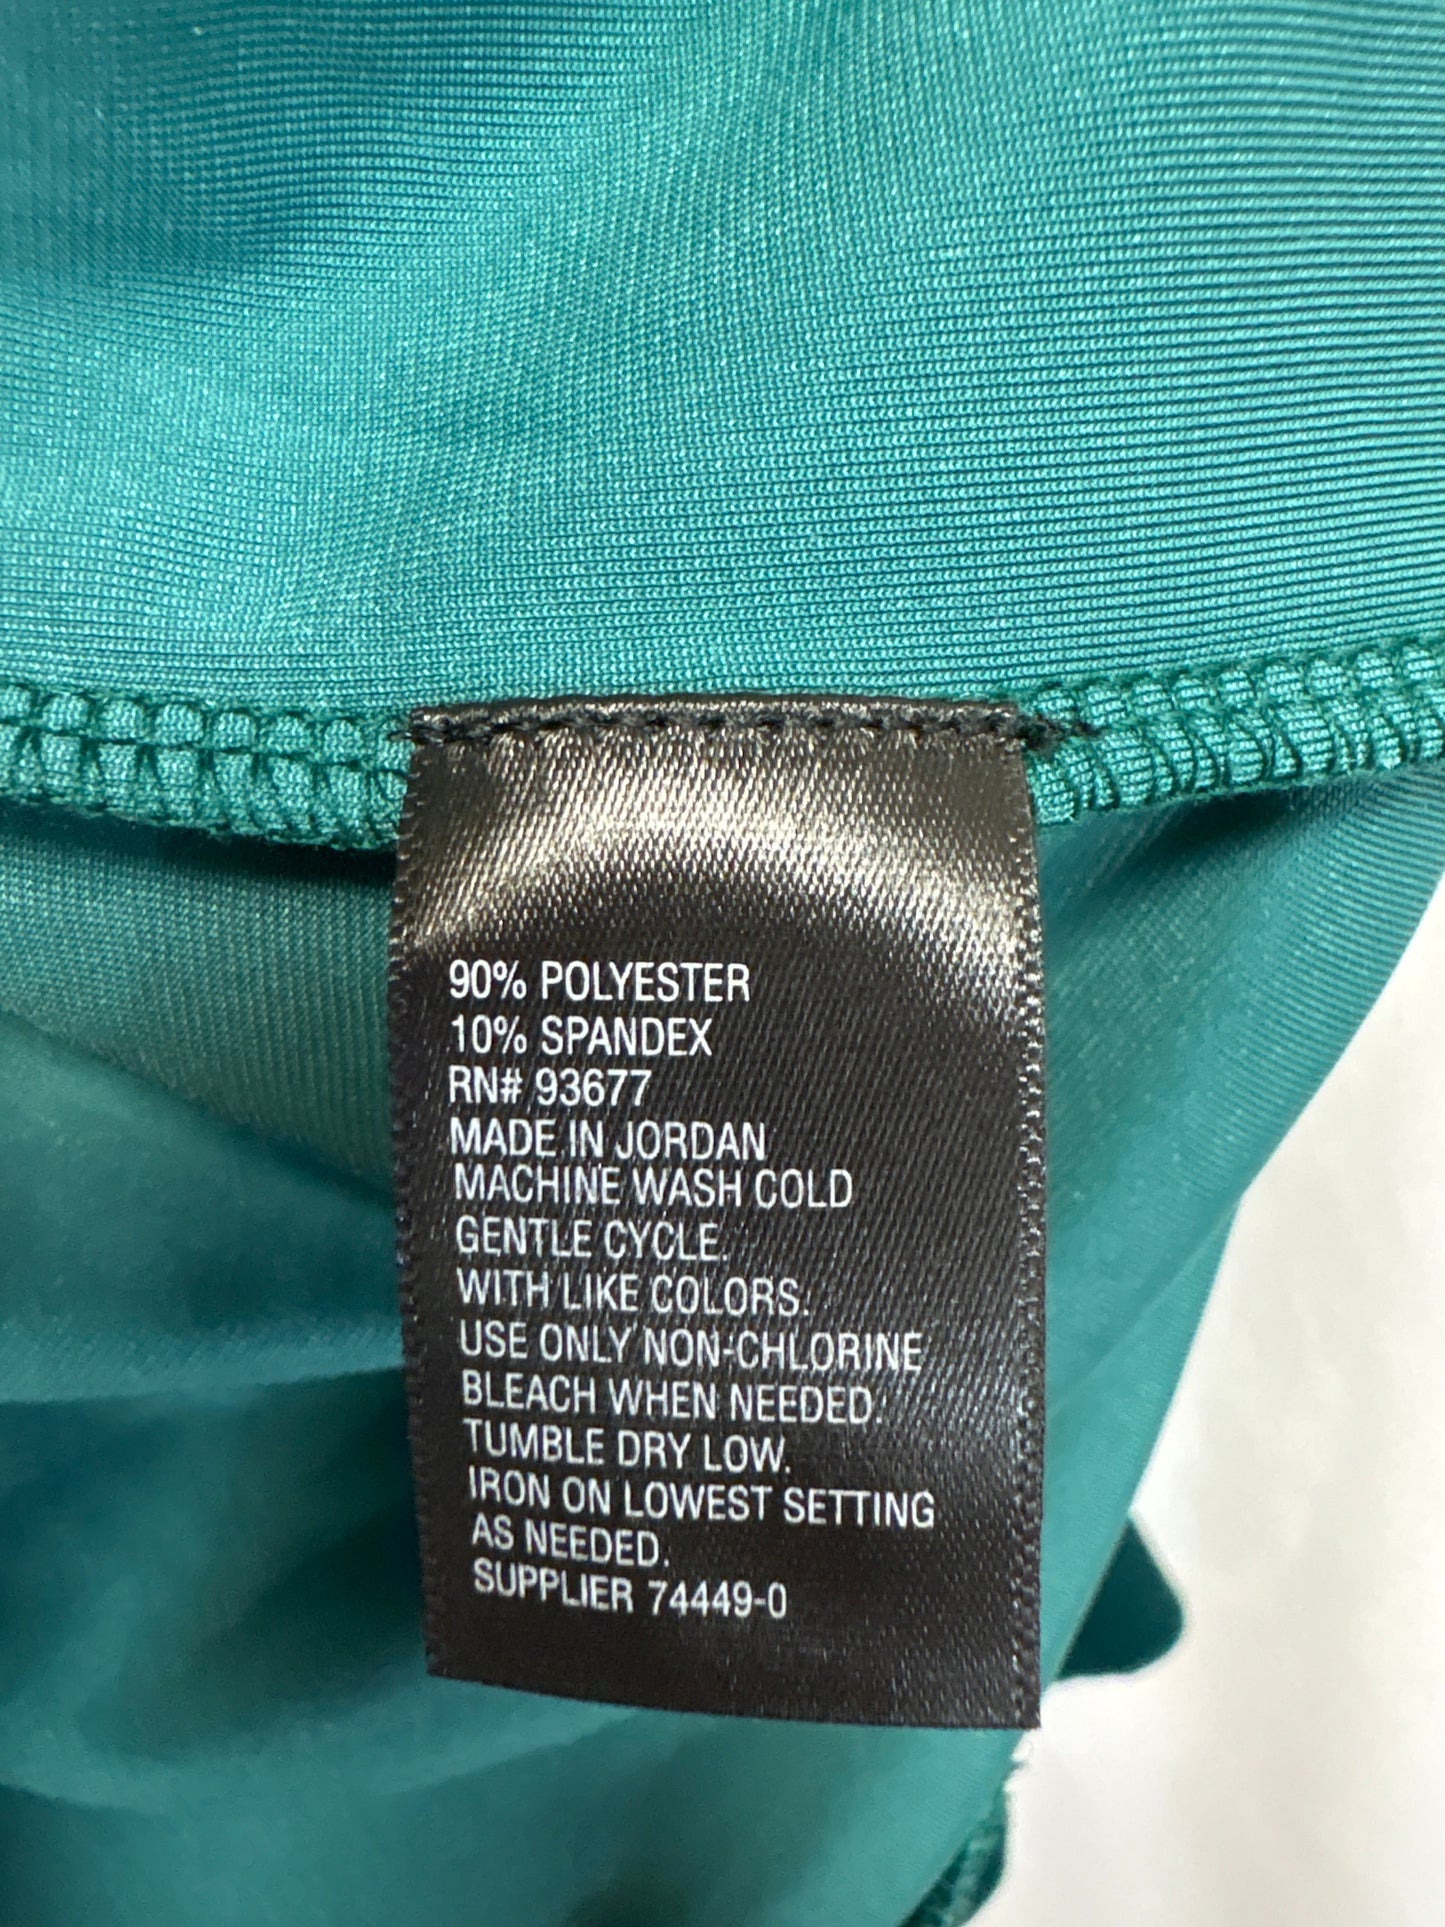 90% POLYESTER
10% SPANDEX
RN# 93677
MADE IN JORDAN
MACHINE WASH COLD
GENTLE CYCLE.
WITH LIKE COLORS.
USE ONLY NON-CHLORINE
BLEACH WHEN NEEDED.
TUMBLE DRY LOW.
IRON ON LOWEST SETTING
AS NEEDED.
SUPPLIER 74449-0